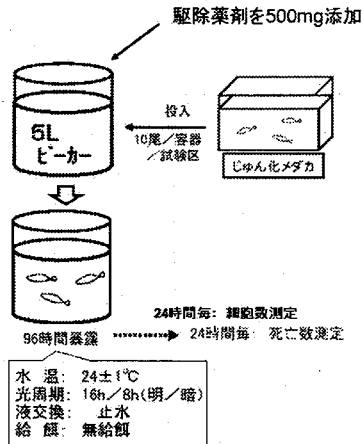 駆除薬剤を500mg添加
5L
ビーカー
投入
10尾/容器
/試験区
じゅん化メダカ
24時間毎: 細胞数測定
96時間暴露
24時間毎: 死亡数測定
水 温: 24±1℃
光周期: 16h/8h(明/暗)
液交換: 止水
給 餌: 無給餌